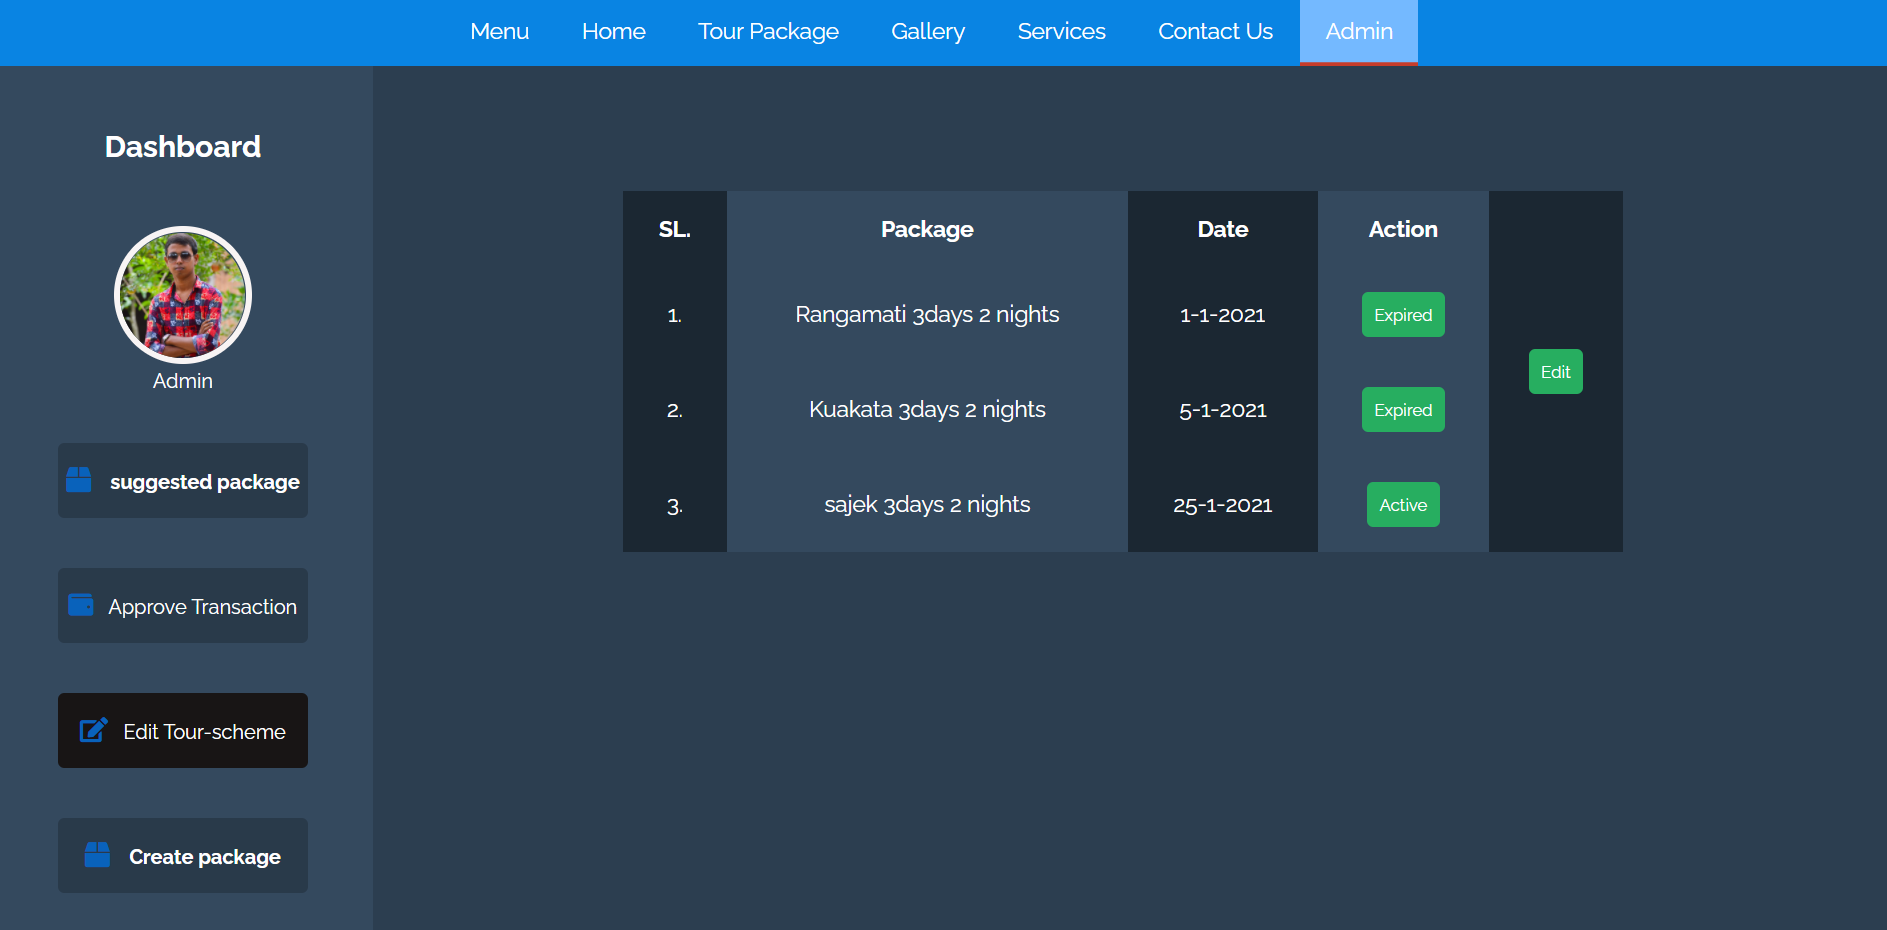 Menu Home Tour Package Gallery Services Contact Us Admin
Dashboard
Admin
suggested package
Approve Transaction
Edit Tour-scheme
Create package
SL. Package Date Action
1. Rangamati 3days 2 nights 1-1-2021 Expired
Edit
2. Kuakata 3days 2 nights 5-1-2021 Expired
3. sajek 3days 2 nights 25-1-2021 Active